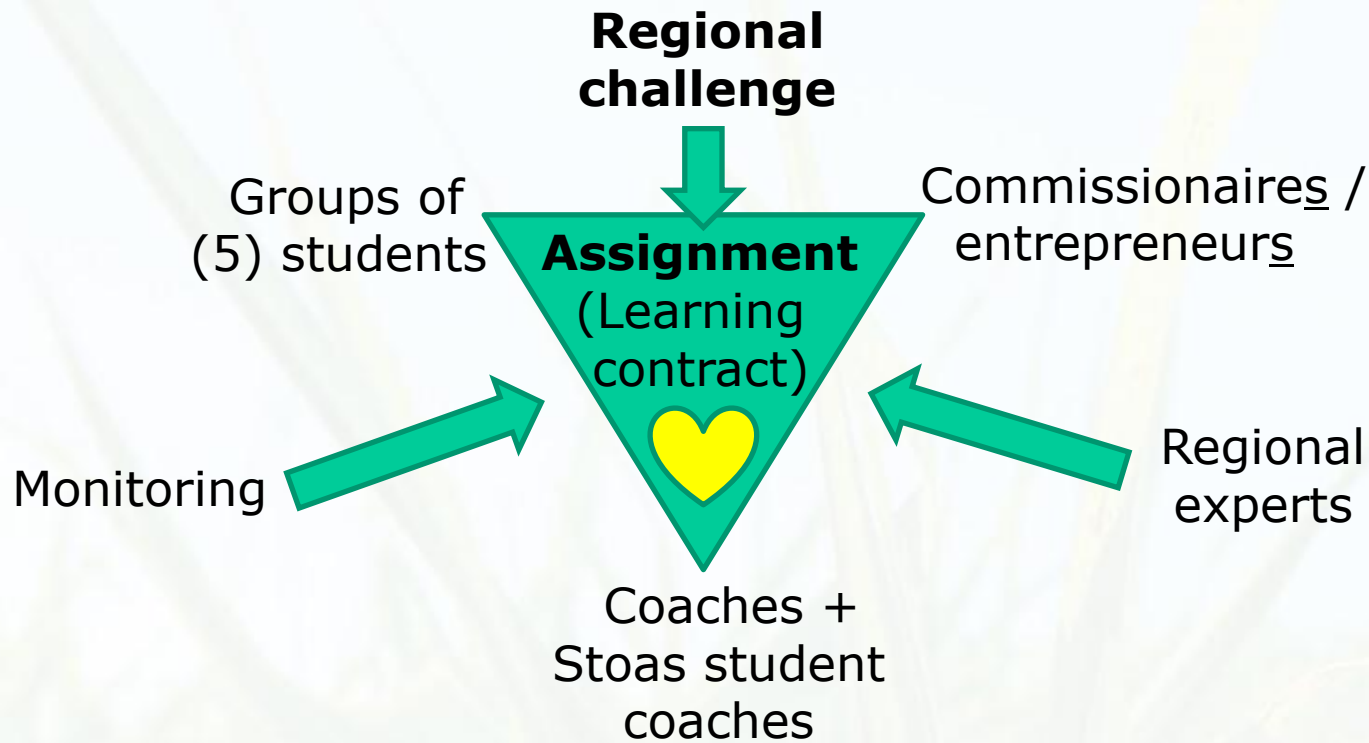 Regional
challenge
Groups of
(5) students
Commissionaires /
entrepreneurs
Assignment
(Learning
contract)
Monitoring
Regional
experts
Coaches +
Stoas student
coaches